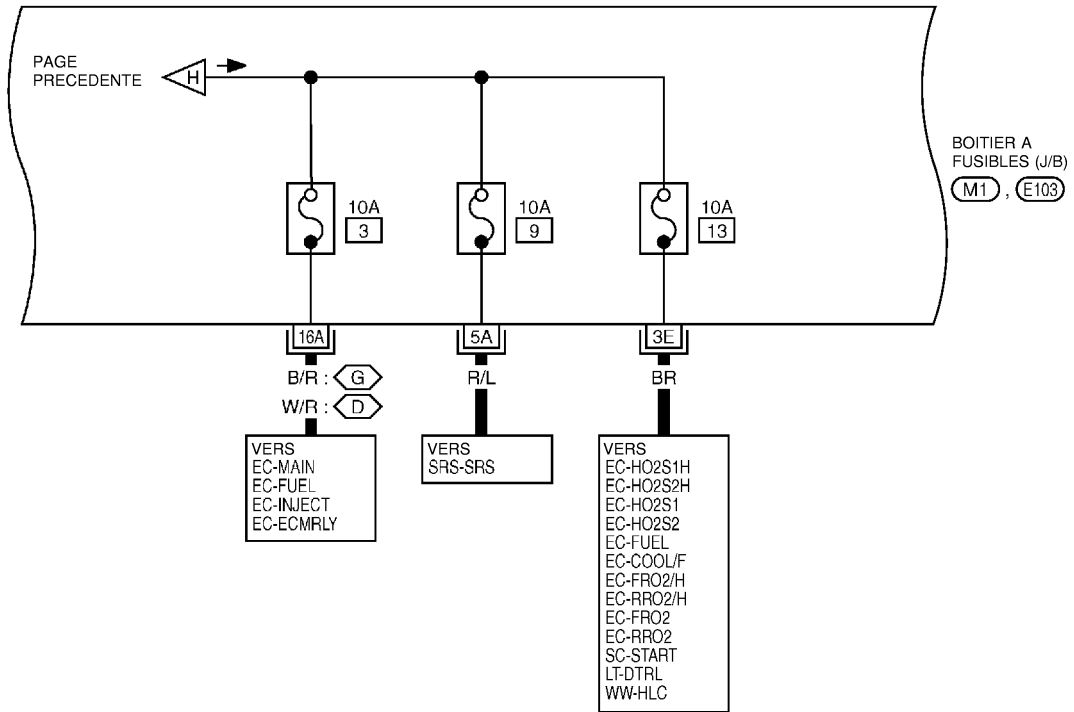 PAGE
PRECEDENTE
H
BOITIER A
FUSIBLES (J/B)
M1 , E103
10A
3
10A
9
10A
13
16A
5A
3E
B/R : G
R/L
BR
W/R : D
VERS
EC-MAIN
EC-FUEL
EC-INJECT
EC-ECMRLY
VERS
SRS-SRS
VERS
EC-HO2S1H
EC-HO2S2H
EC-HO2S1
EC-HO2S2
EC-FUEL
EC-COOL/F
EC-FRO2/H
EC-RRO2/H
EC-FRO2
EC-RRO2
SC-START
LT-DTRL
WW-HLC